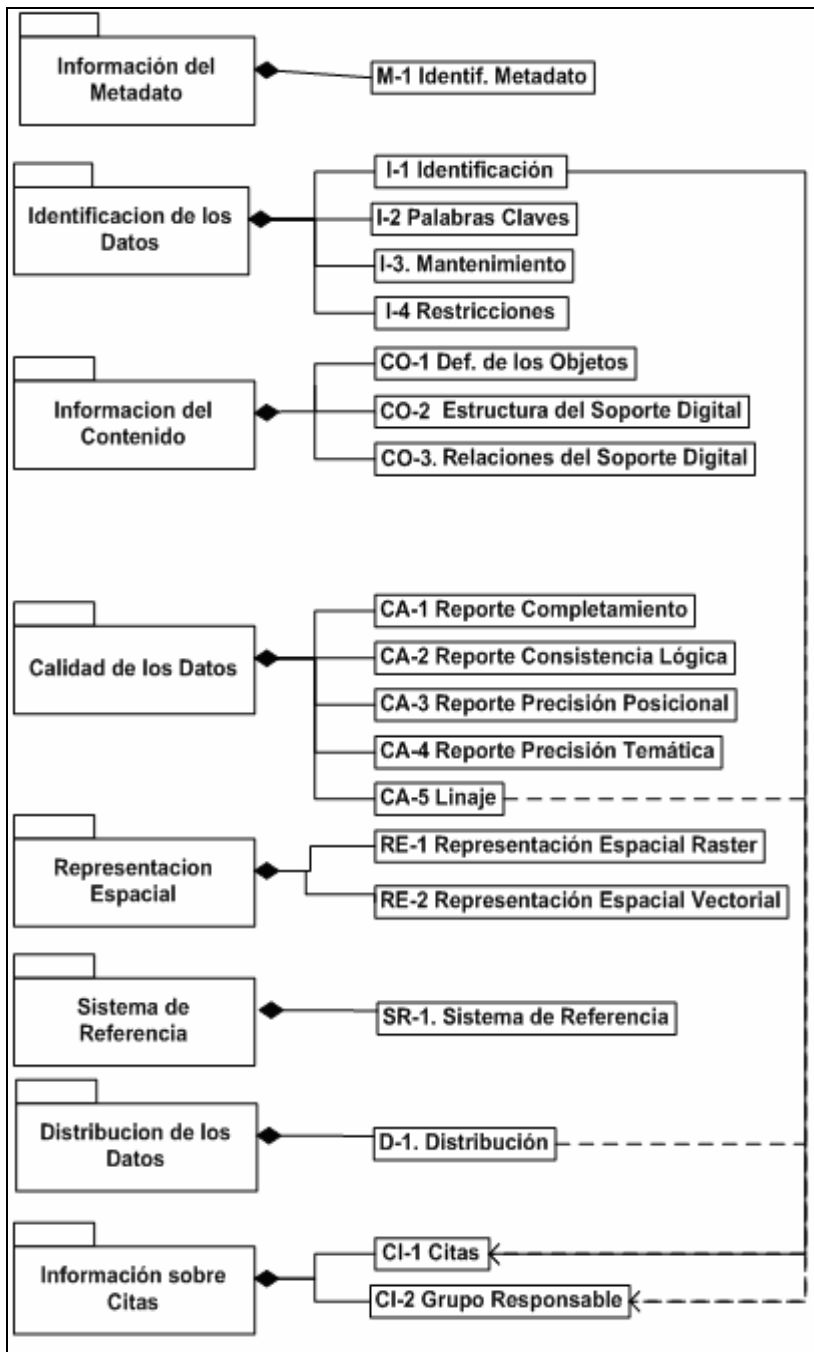 Información del
Metadato
M-1 Identif. Metadato
Identificacion de los
Datos
I-1 Identificación
I-2 Palabras Claves
I-3. Mantenimiento
I-4 Restricciones
Informacion del
Contenido
CO-1 Def. de los Objetos
CO-2 Estructura del Soporte Digital
CO-3. Relaciones del Soporte Digital
Calidad de los Datos
CA-1 Reporte Completamiento
CA-2 Reporte Consistencia Lógica
CA-3 Reporte Precisión Posicional
CA-4 Reporte Precisión Temática
CA-5 Linaje
Representacion
Espacial
RE-1 Representación Espacial Raster
RE-2 Representación Espacial Vectorial
Sistema de
Referencia
SR-1. Sistema de Referencia
Distribucion de los
Datos
D-1. Distribución
Información sobre
Citas
CI-1 Citas
CI-2 Grupo Responsable